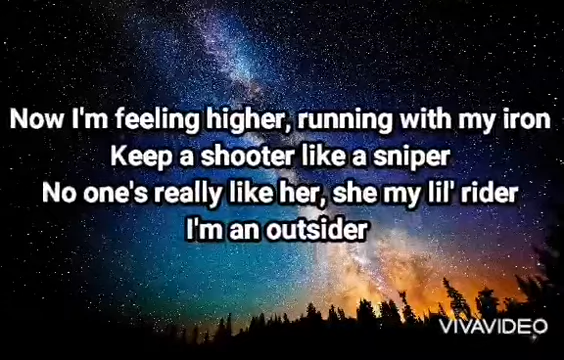 Now I'm feeling higher, running with my iron
Keep a shooter like a sniper
No one's really like her, she my lil' rider
I'm an outsider
VIVAVIDEO